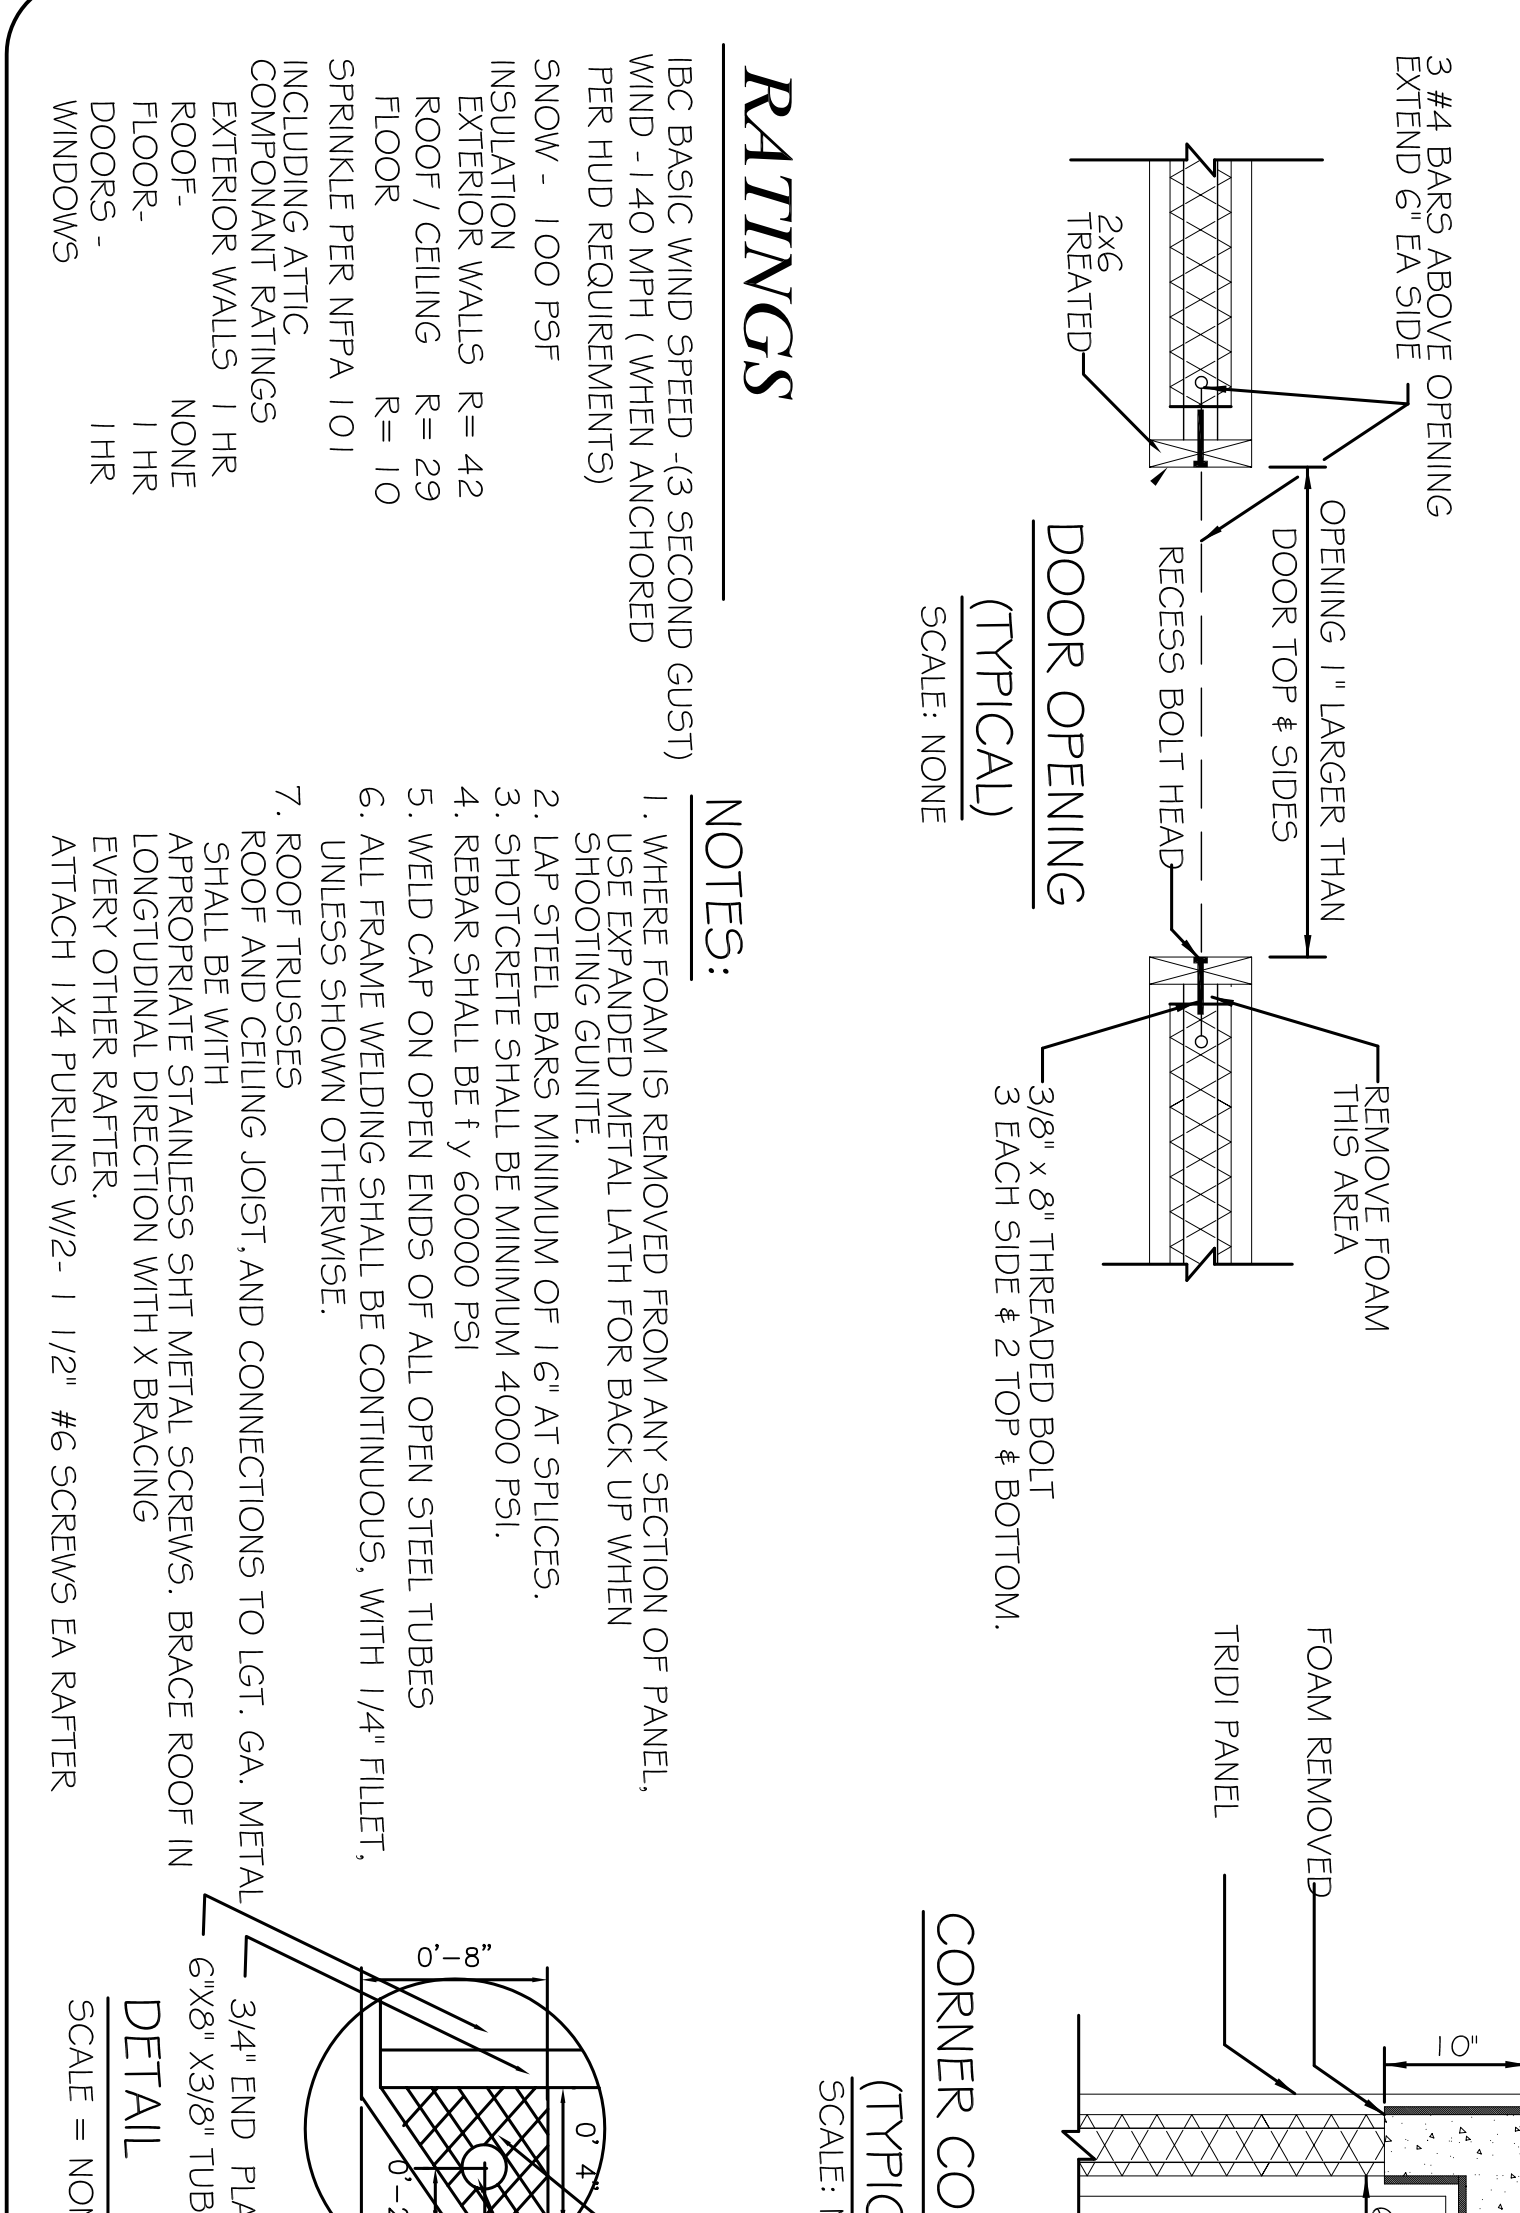 3 #4 BARS ABOVE OPENING
EXTEND 6" EA SIDE
2x6
TREATED
OPENING 1" LARGER THAN
DOOR TOP & SIDES
RECESS BOLT HEAD
REMOVE FOAM
THIS AREA
3/8" x 8" THREADED BOLT
3 EACH SIDE & 2 TOP & BOTTOM.
DOOR OPENING
(TYPICAL)
SCALE: NONE
FOAM REMOVED
TRIDI PANEL
10"
CORNER CO
(TYPIC
SCALE:
RATINGS
IBC BASIC WIND SPEED -(3 SECOND GUST)
WIND - 140 MPH ( WHEN ANCHORED
PER HUD REQUIREMENTS)
SNOW - 100 PSF
INSULATION
EXTERIOR WALLS R= 42
ROOF / CEILING R= 29
FLOOR R= 10
SPRINKLE PER NFPA 101
INCLUDING ATTIC
COMPONANT RATINGS
EXTERIOR WALLS 1 HR
ROOF- NONE
FLOOR- 1 HR
DOORS - 1HR
WINDOWS
NOTES:
1. WHERE FOAM IS REMOVED FROM ANY SECTION OF PANEL,
USE EXPANDED METAL LATH FOR BACK UP WHEN
SHOOTING GUNITE.
2. LAP STEEL BARS MINIMUM OF 16" AT SPLICES.
3. SHOTCRETE SHALL BE MINIMUM 4000 PSI.
4. REBAR SHALL BE f y 60000 PSI
5. WELD CAP ON OPEN ENDS OF ALL OPEN STEEL TUBES
6. ALL FRAME WELDING SHALL BE CONTINUOUS, WITH 1/4" FILLET,
UNLESS SHOWN OTHERWISE.
7. ROOF TRUSSES
ROOF AND CEILING JOIST,AND CONNECTIONS TO LGT. GA. METAL
SHALL BE WITH
APPROPRIATE STAINLESS SHT METAL SCREWS. BRACE ROOF IN
LONGTUDINAL DIRECTION WITH X BRACING
EVERY OTHER RAFTER.
ATTACH 1X4 PURLINS W/2- 1 1/2" #6 SCREWS EA RAFTER
0'-8"
0' 4"
0'-2
3/4" END PLA
6"X8" X3/8" TUB
DETAIL
SCALE = NON